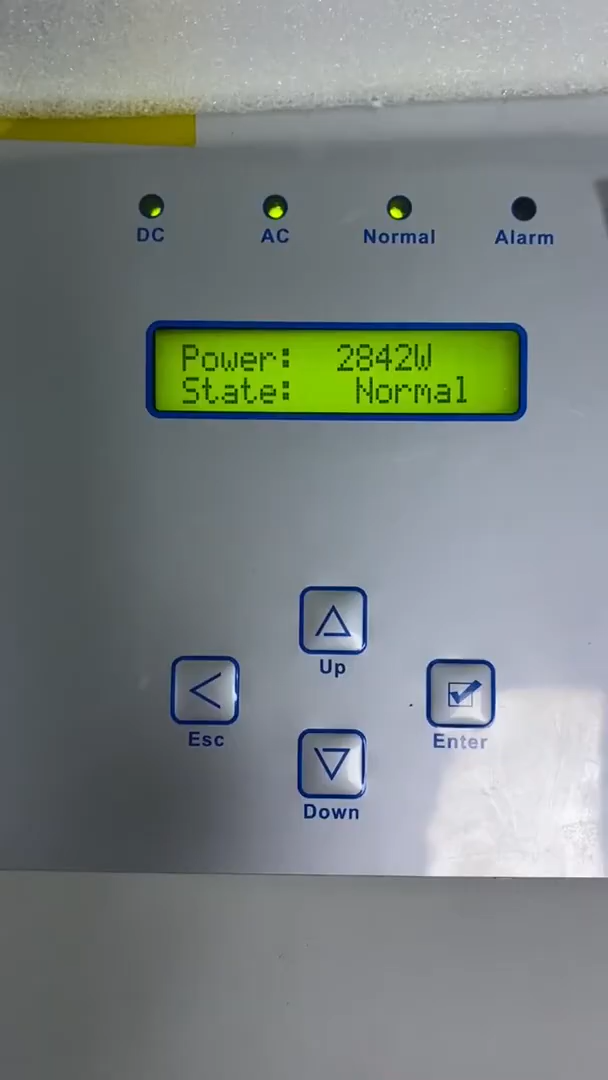 DC AC Normal Alarm
Power: 2842W
State: Normal
Up
Esc
Enter
Down